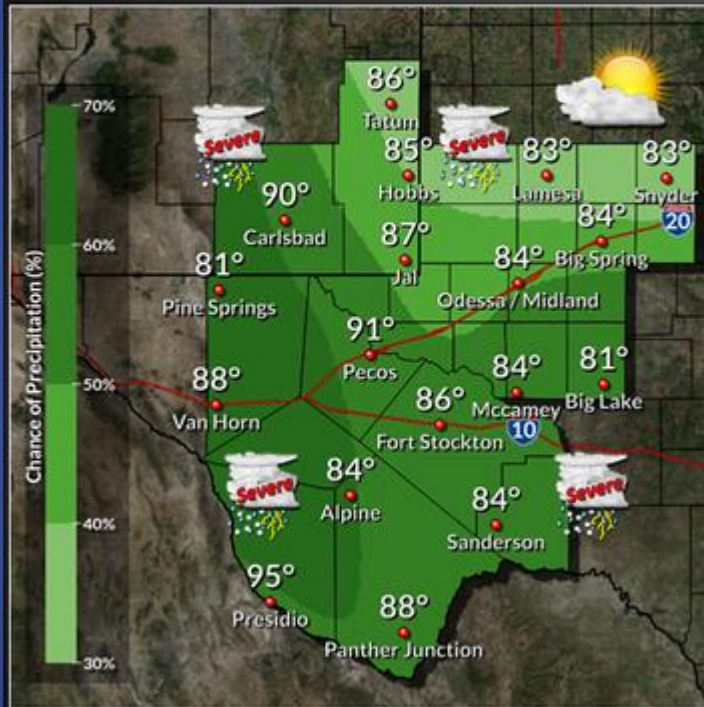 Chance of Precipitation (%)
70%
60%
50%
40%
30%
86°
Tatum
Severe
Severe
85°
Hobbs
83°
Lamesa
83°
Snyder
90°
Carlsbad
20
84°
Big Spring
87°
Jal
84°
Odessa / Midland
81°
Pine Springs
91°
Pecos
88°
Van Horn
84°
Mccamey
81°
Big Lake
86°
Fort Stockton
10
Severe
Severe
84°
Alpine
84°
Sanderson
95°
Presidio
88°
Panther Junction